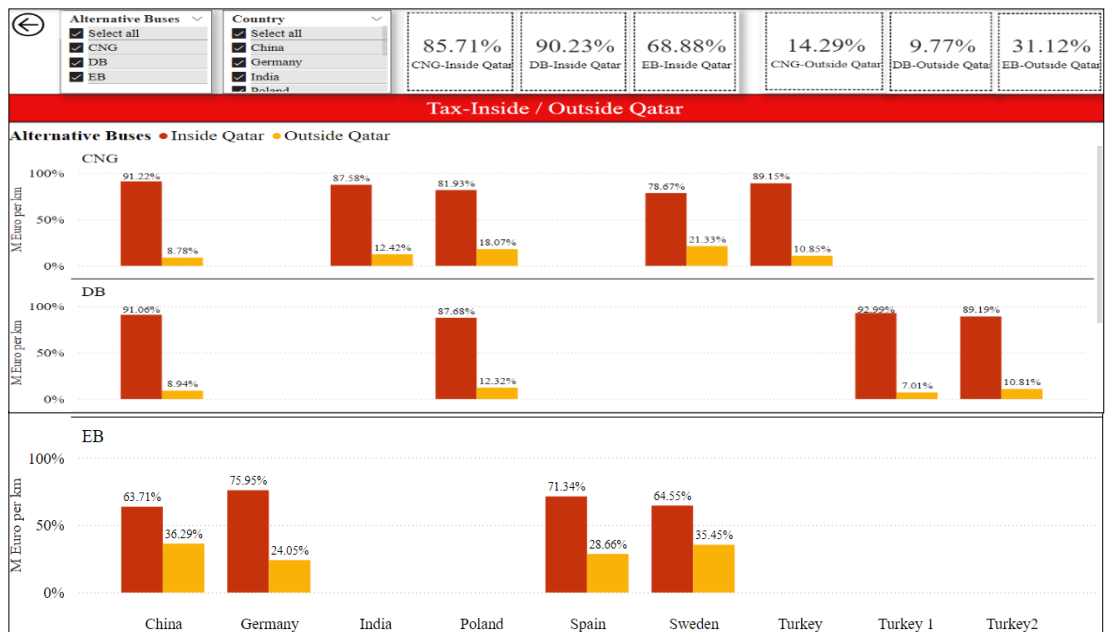 Alternative Buses
Select all
CNG
DB
EB
Country
Select all
China
Germany
India
Poland
85.71%
CNG-Inside Qatar
90.23%
DB-Inside Qatar
68.88%
EB-Inside Qatar
14.29%
CNG-Outside Qatar
9.77%
DB-Outside Qatar
31.12%
EB-Outside Qatar
Tax-Inside / Outside Qatar
Alternative Buses Inside Qatar Outside Qatar
CNG
M Euro per km
100%
50%
0%
91.22%
8.78%
87.58%
12.42%
81.93%
18.07%
78.67%
21.33%
89.15%
10.85%
DB
M Euro per km
100%
50%
0%
91.06%
8.94%
87.68%
12.32%
92.99%
7.01%
89.19%
10.81%
EB
M Euro per km
100%
50%
0%
63.71%
36.29%
75.95%
24.05%
71.34%
28.66%
64.55%
35.45%
China Germany India Poland Spain Sweden Turkey Turkey 1 Turkey2